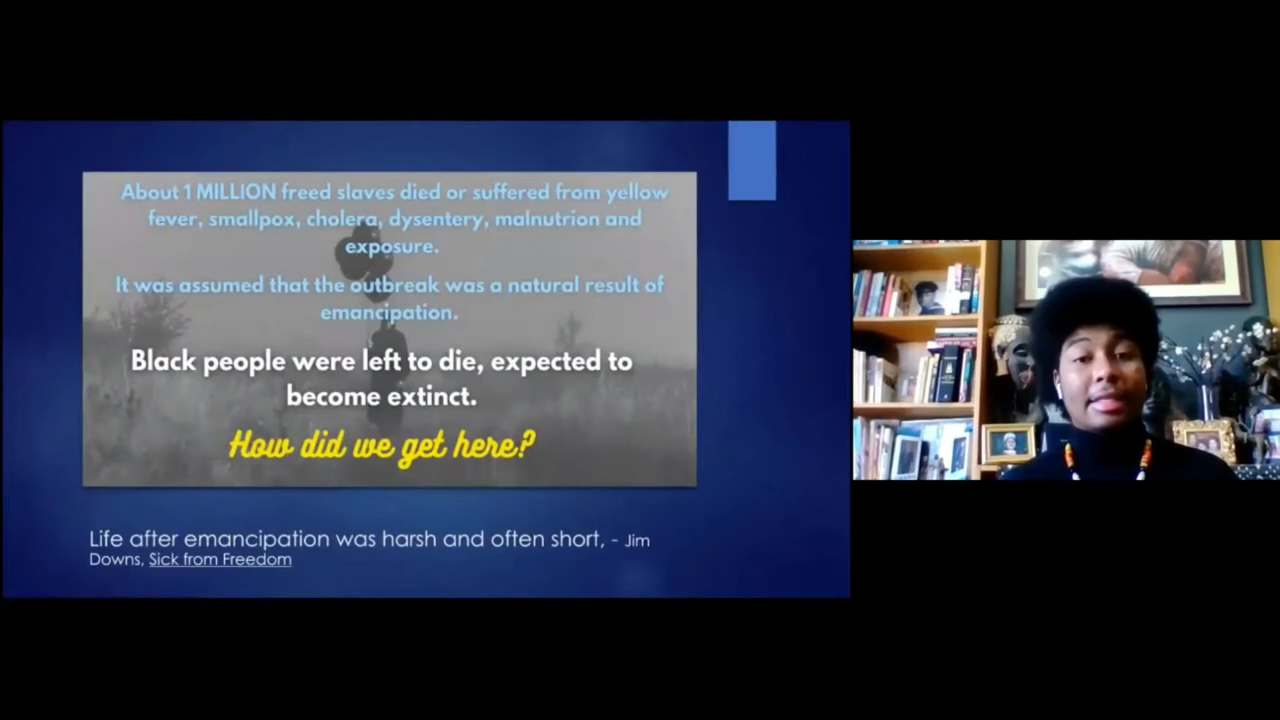 About 1 MILLION freed slaves died or suffered from yellow
fever, smallpox, cholera, dysentery, malnutrion and
exposure.
It was assumed that the outbreak was a natural result of
emancipation.
Black people were left to die, expected to
become extinct.
How did we get here?
Life after emancipation was harsh and often short, - Jim
Downs, Sick from Freedom